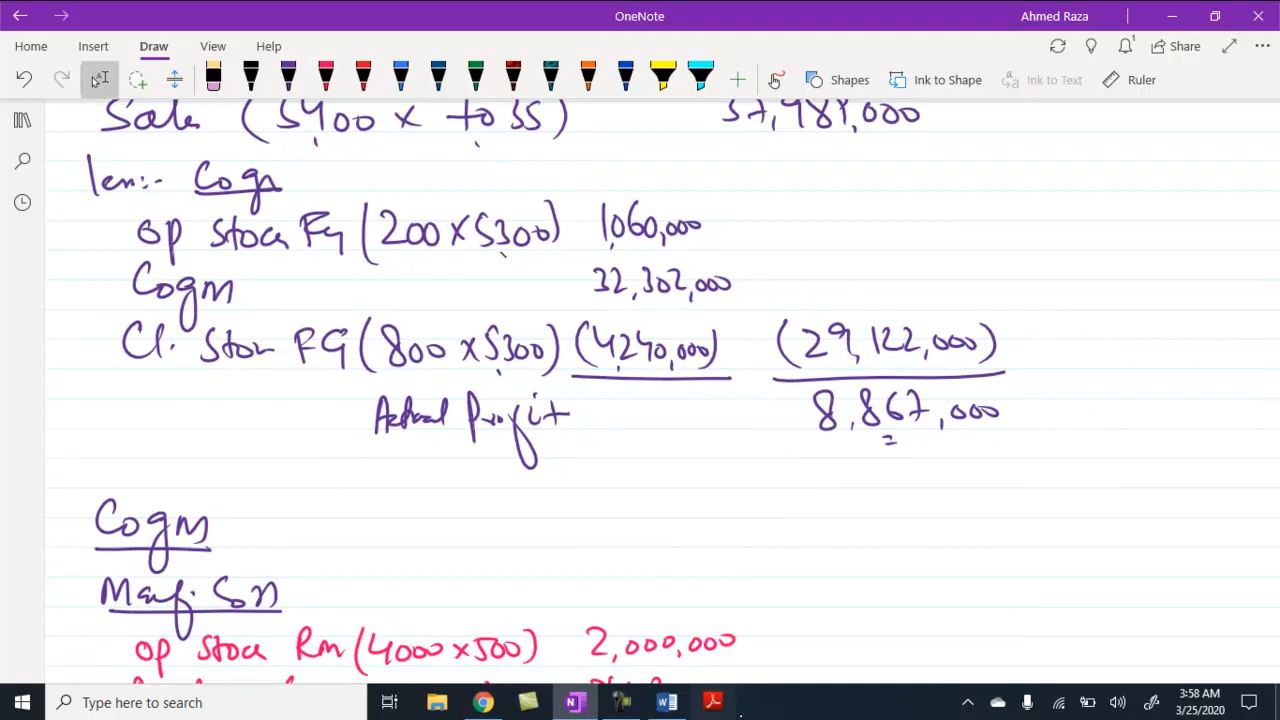 OneNote
Ahmed Raza
Home Insert Draw View Help
Share
Shapes Ink to Shape Ink to Text Ruler
Sale (5400 × 7035) 37,989,000
Less:- Cogs
op stock FG (200×5300) 1,060,000
CogM 32,302,000
Cl. Stock FG (800×5300) (4,240,000) (29,122,000)
Actual Profit 8,867,000
CogM
Manf. Son
op stock RM (4000×500) 2,000,000
Type here to search
3:58 AM
3/25/2020